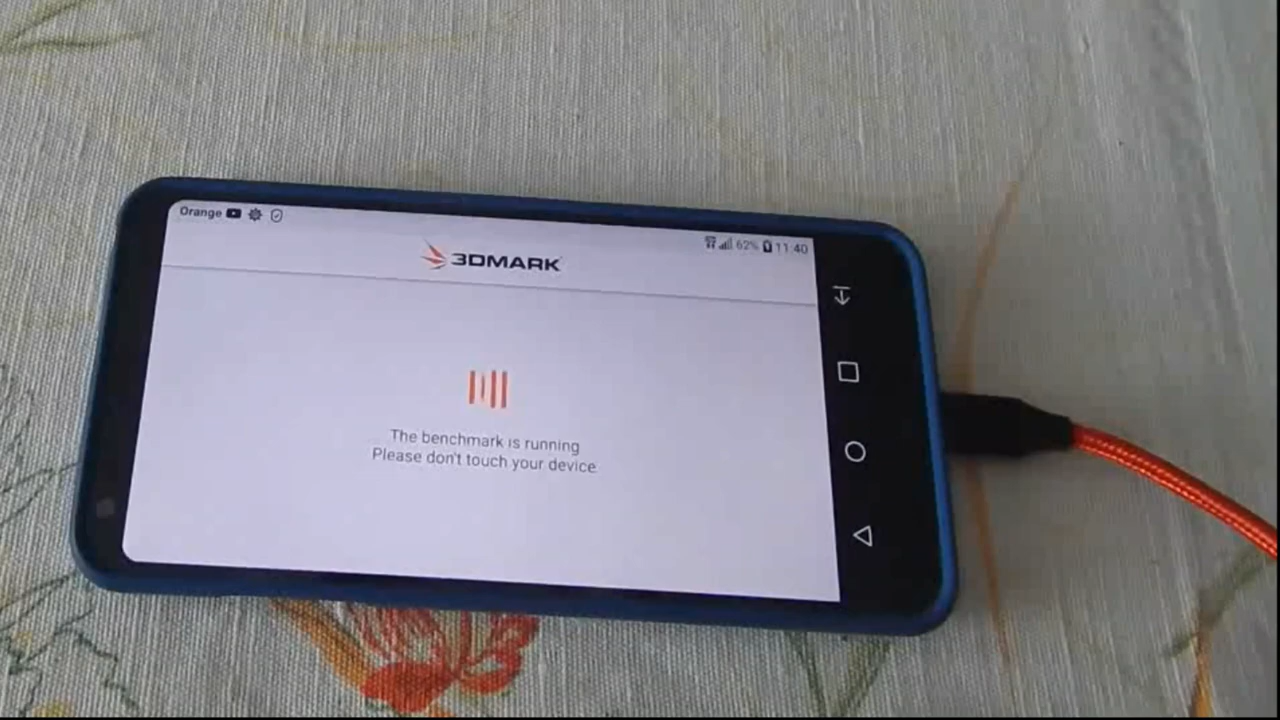 Orange
62% 11:40
3DMARK
The benchmark is running
Please don't touch your device